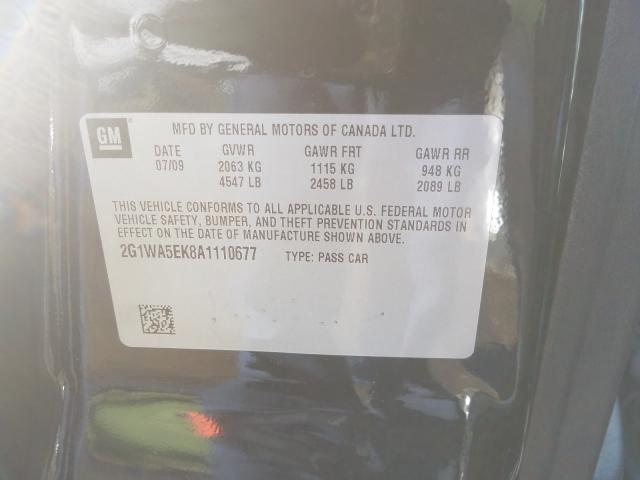 GM
MFD BY GENERAL MOTORS OF CANADA LTD.
DATE GVWR GAWR FRT GAWR RR
07/09 2063 KG 1115 KG 948 KG
4547 LB 2458 LB 2089 LB
THIS VEHICLE CONFORMS TO ALL APPLICABLE U.S. FEDERAL MOTOR
VEHICLE SAFETY, BUMPER, AND THEFT PREVENTION STANDARDS IN
EFFECT ON THE DATE OF MANUFACTURE SHOWN ABOVE.
2G1WA5EK8A1110677 TYPE: PASS CAR